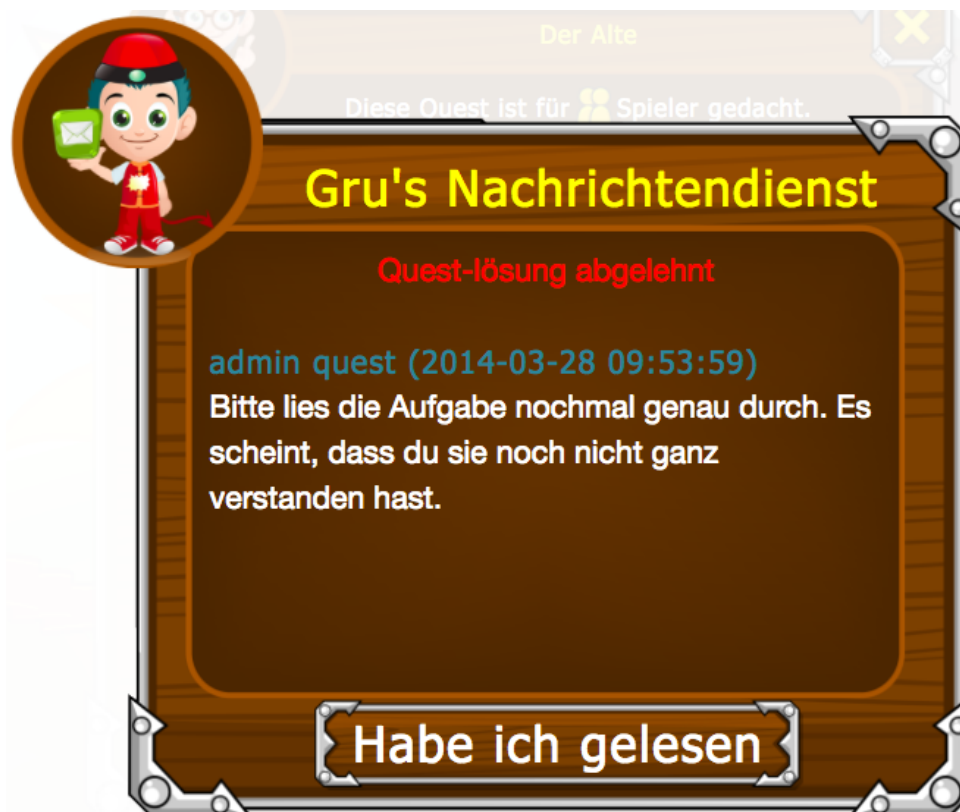 Der Alte
Diese Quest ist für Spieler gedacht.
Gru's Nachrichtendienst
Quest-lösung abgelehnt
admin quest (2014-03-28 09:53:59)
Bitte lies die Aufgabe nochmal genau durch. Es
scheint, dass du sie noch nicht ganz
verstanden hast.
Habe ich gelesen